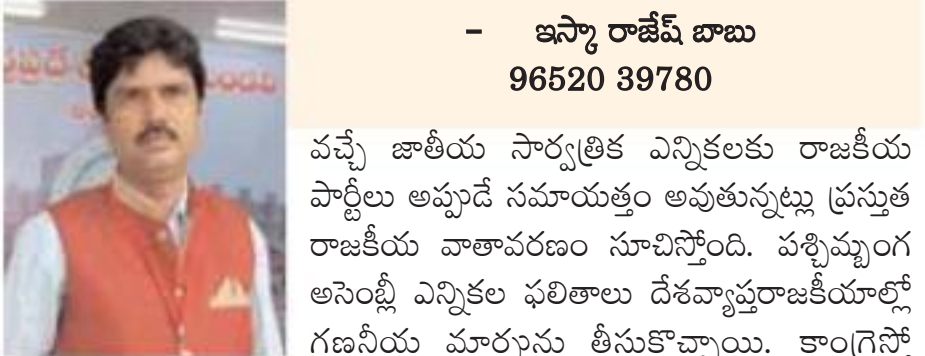 - ఇస్కా రాజేష్ బాబు
96520 39780
వచ్చే జాతీయ సార్వత్రిక ఎన్నికలకు రాజకీయ
పార్టీలు అప్పుడే సమాయత్తం అవుతున్నట్లు ప్రస్తుత
రాజకీయ వాతావరణం సూచిస్తోంది. పశ్చిమ్బంగ
అసెంబ్లీ ఎన్నికల ఫలితాలు దేశవ్యాప్తరాజకీయాల్లో
గణనీయ మార్పును తీసుకొచ్చాయి. కాంగ్రెస్తో